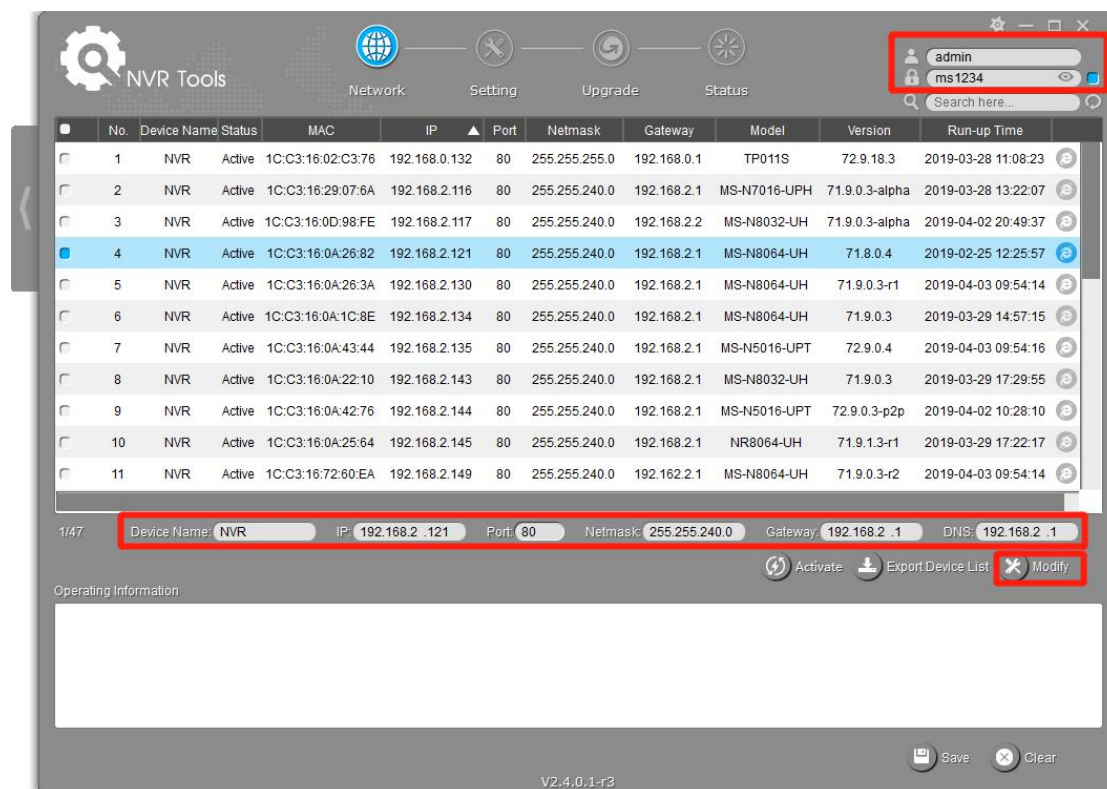 NVR Tools
Network Setting Upgrade Status
admin
ms1234
Search here...
No. Device Name Status MAC IP Port Netmask Gateway Model Version Run-up Time
1 NVR Active 1C:C3:16:02:C3:76 192.168.0.132 80 255.255.255.0 192.168.0.1 TP011S 72.9.18.3 2019-03-28 11:08:23
2 NVR Active 1C:C3:16:29:07:6A 192.168.2.116 80 255.255.240.0 192.168.2.1 MS-N7016-UPH 71.9.0.3-alpha 2019-03-28 13:22:07
3 NVR Active 1C:C3:16:0D:98:FE 192.168.2.117 80 255.255.240.0 192.168.2.2 MS-N8032-UH 71.9.0.3-alpha 2019-04-02 20:49:37
4 NVR Active 1C:C3:16:0A:26:82 192.168.2.121 80 255.255.240.0 192.168.2.1 MS-N8064-UH 71.8.0.4 2019-02-25 12:25:57
5 NVR Active 1C:C3:16:0A:26:3A 192.168.2.130 80 255.255.240.0 192.168.2.1 MS-N8064-UH 71.9.0.3-r1 2019-04-03 09:54:14
6 NVR Active 1C:C3:16:0A:1C:8E 192.168.2.134 80 255.255.240.0 192.168.2.1 MS-N8064-UH 71.9.0.3 2019-03-29 14:57:15
7 NVR Active 1C:C3:16:0A:43:44 192.168.2.135 80 255.255.240.0 192.168.2.1 MS-N5016-UPT 72.9.0.4 2019-04-03 09:54:16
8 NVR Active 1C:C3:16:0A:22:10 192.168.2.143 80 255.255.240.0 192.168.2.1 MS-N8032-UH 71.9.0.3 2019-03-29 17:29:55
9 NVR Active 1C:C3:16:0A:42:76 192.168.2.144 80 255.255.240.0 192.168.2.1 MS-N5016-UPT 72.9.0.3-p2p 2019-04-02 10:28:10
10 NVR Active 1C:C3:16:0A:25:64 192.168.2.145 80 255.255.240.0 192.168.2.1 NR8064-UH 71.9.1.3-r1 2019-03-29 17:22:17
11 NVR Active 1C:C3:16:72:60:EA 192.168.2.149 80 255.255.240.0 192.162.2.1 MS-N8064-UH 71.9.0.3-r2 2019-04-03 09:54:14
1/47 Device Name: NVR IP: 192.168.2 .121 Port: 80 Netmask: 255.255.240.0 Gateway: 192.168.2 .1 DNS: 192.168.2 .1
Activate Export Device List Modify
Operating Information
Save Clear
V2.4.0.1-r3